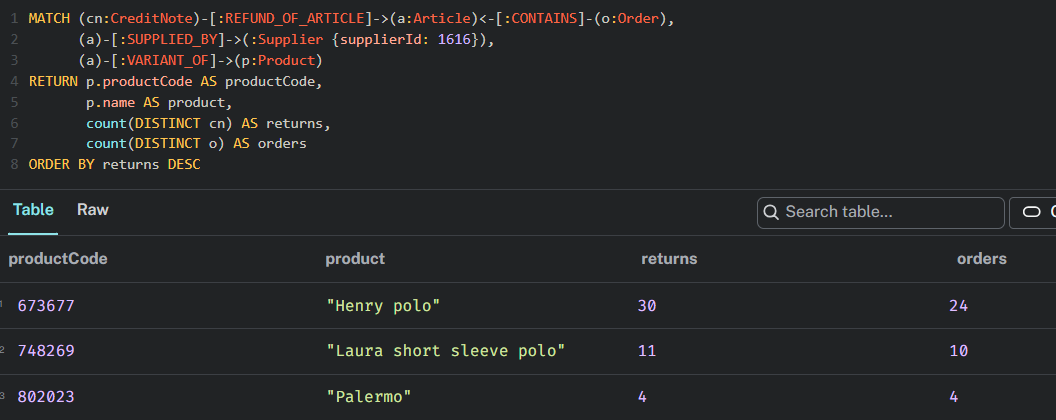 1 MATCH (cn:CreditNote)-[:REFUND_OF_ARTICLE]->(a:Article)<-[:CONTAINS]-(o:Order),
2 (a)-[:SUPPLIED_BY]->(:Supplier {supplierId: 1616}),
3 (a)-[:VARIANT_OF]->(p:Product)
4 RETURN p.productCode AS productCode,
5 p.name AS product,
6 count(DISTINCT cn) AS returns,
7 count(DISTINCT o) AS orders
8 ORDER BY returns DESC
Table Raw Search table...
productCode product returns orders
1 673677 "Henry polo" 30 24
2 748269 "Laura short sleeve polo" 11 10
3 802023 "Palermo" 4 4